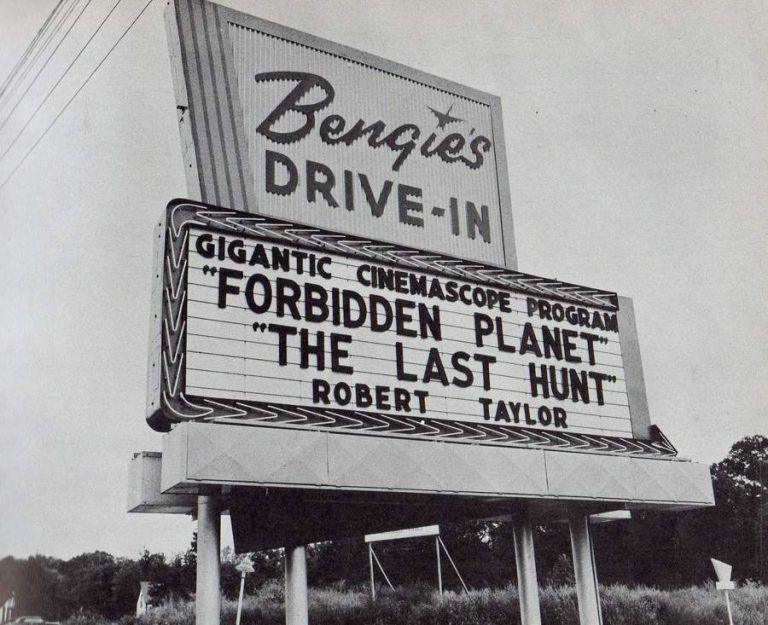 Bengie's
DRIVE-IN
GIGANTIC CINEMASCOPE PROGRAM
"FORBIDDEN PLANET"
"THE LAST HUNT"
ROBERT TAYLOR